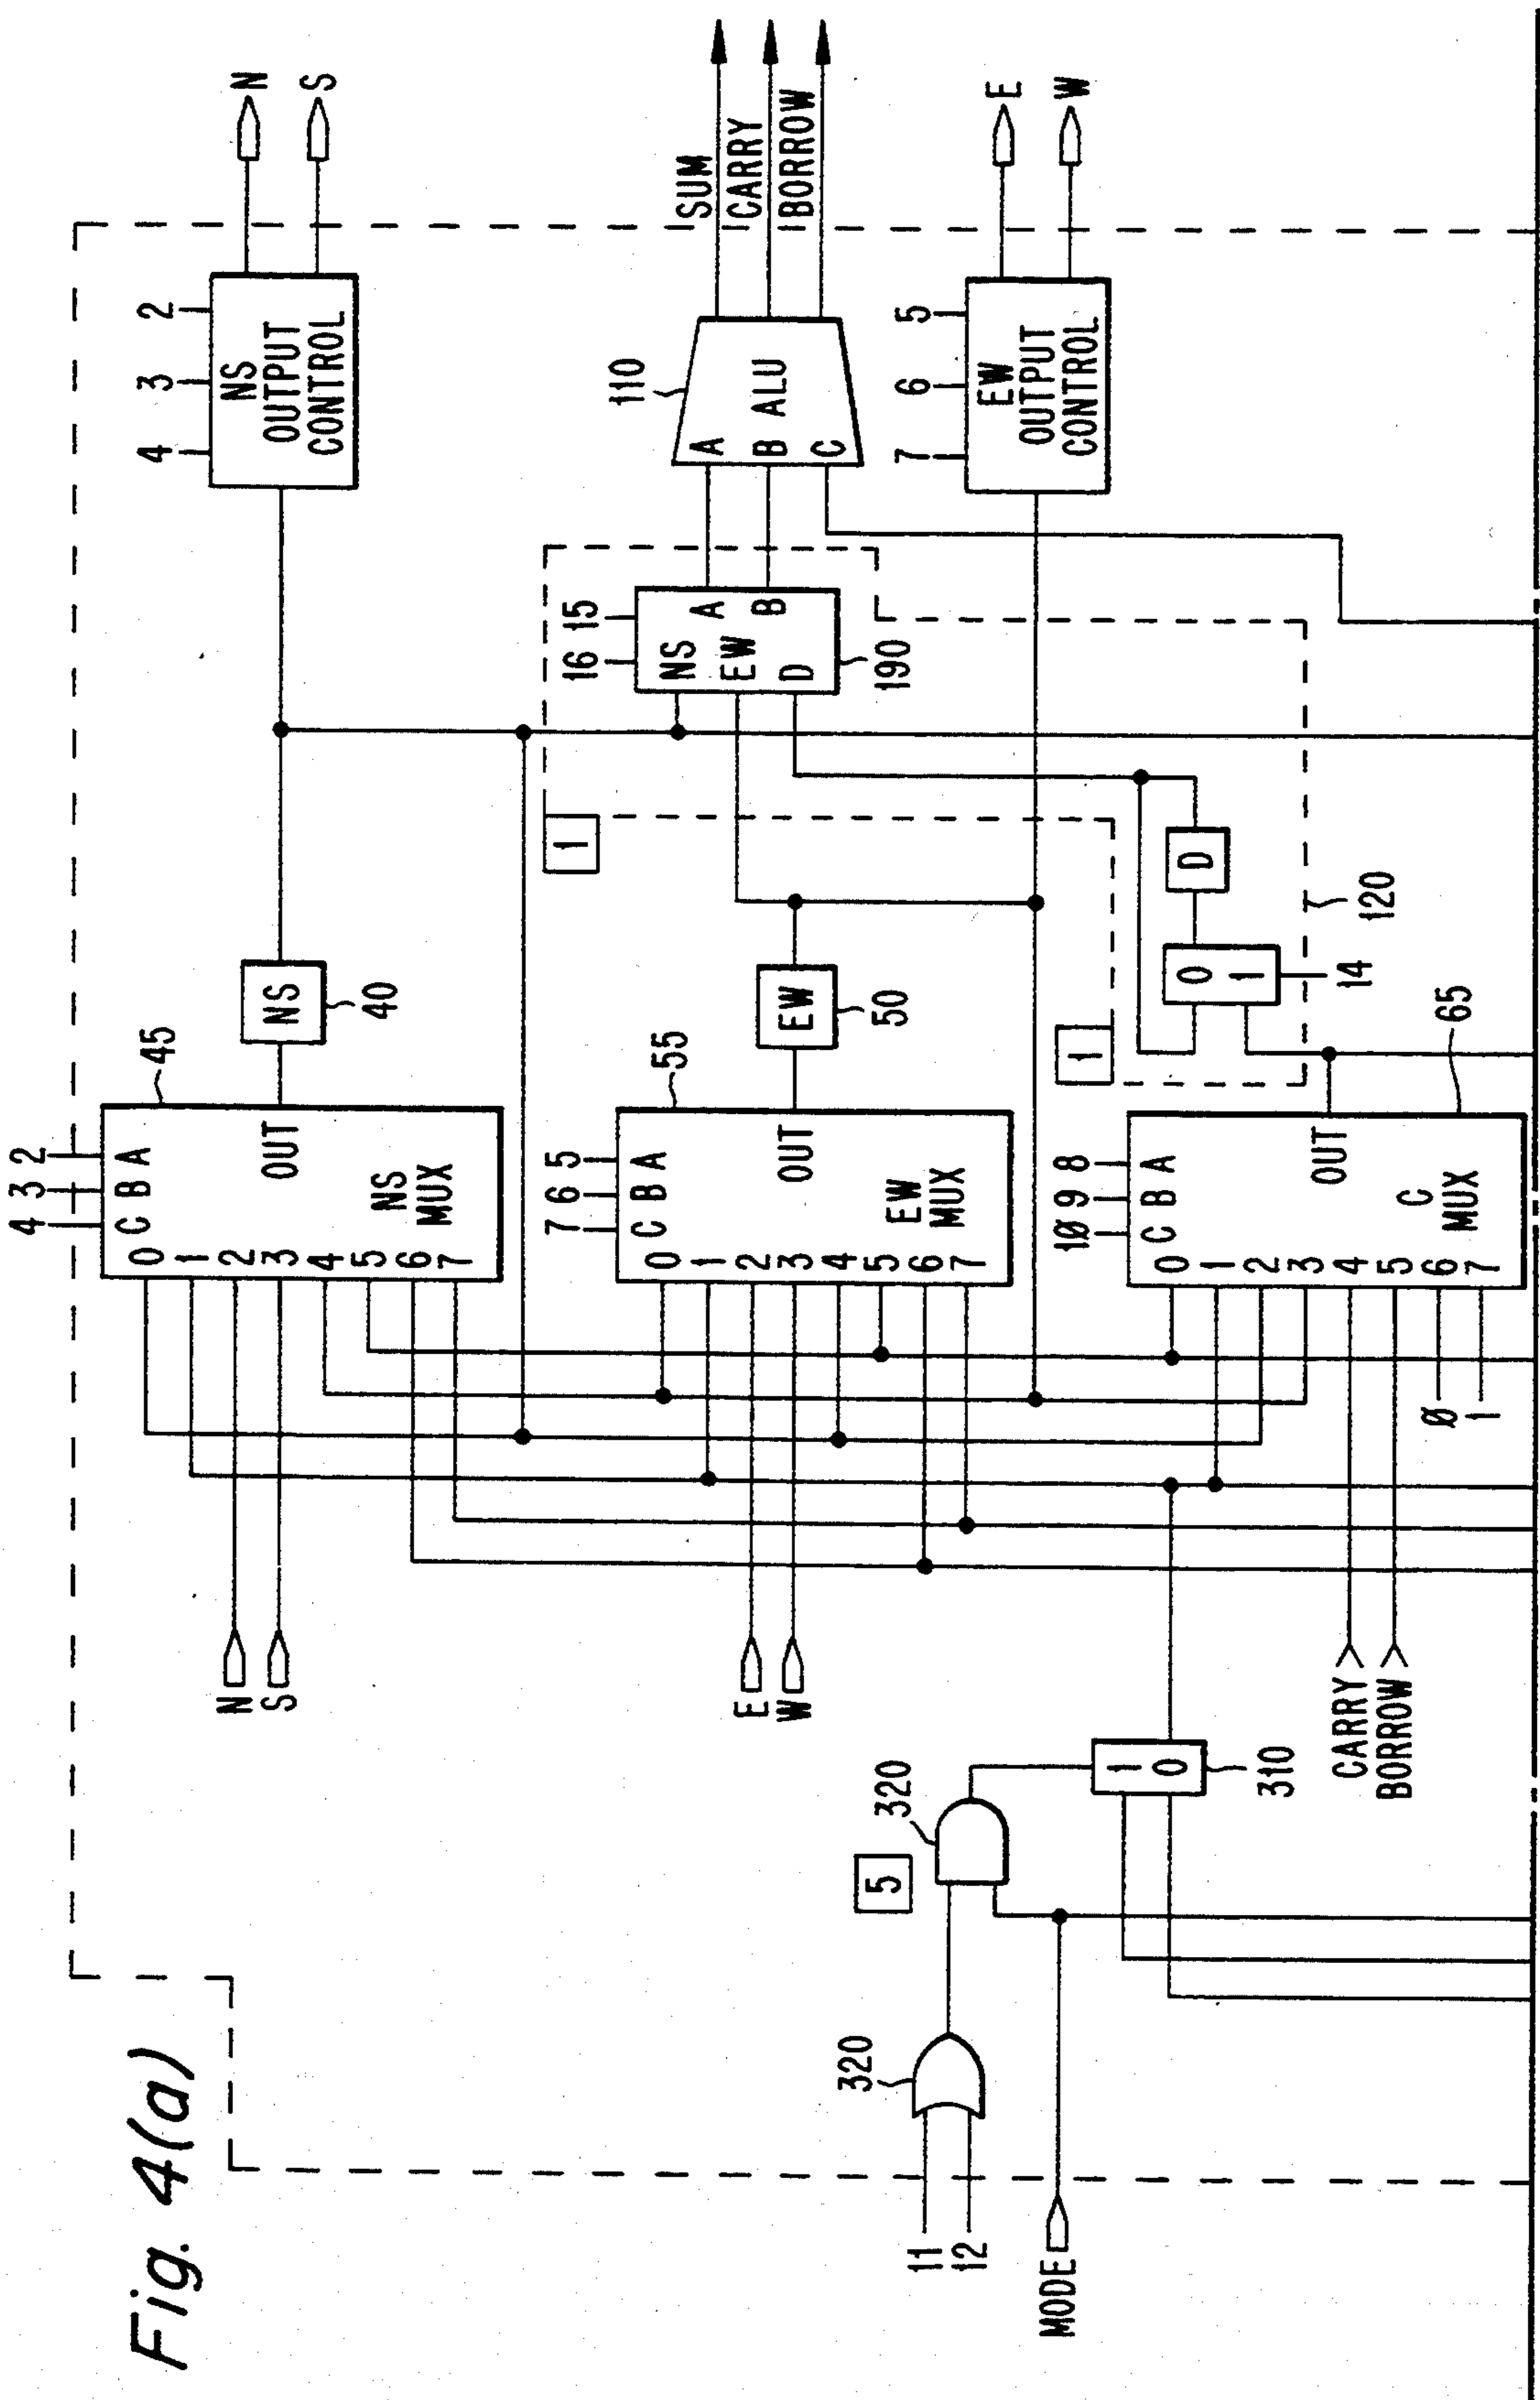 Fig. 4(a)
4 3 2
45
C B A
0
1
2
3
4
5
6
7
OUT
NS
MUX
N
S
NS
40
4 3 2
NS
OUTPUT
CONTROL
N
S
7 6 5
55
C B A
0
1
2
3
4
5
6
7
OUT
EW
MUX
E
W
EW
50
1
16 15
NS
EW
D
A
B
190
110
A
B
C
ALU
SUM
CARRY
BORROW
7 6 5
EW
OUTPUT
CONTROL
E
W
1
D
0
1
14
120
11
12
320
MODE
5
320
1
0
310
10 9 8
65
C B A
0
1
2
3
4
5
6
7
OUT
C
MUX
Ø
1
CARRY
BORROW